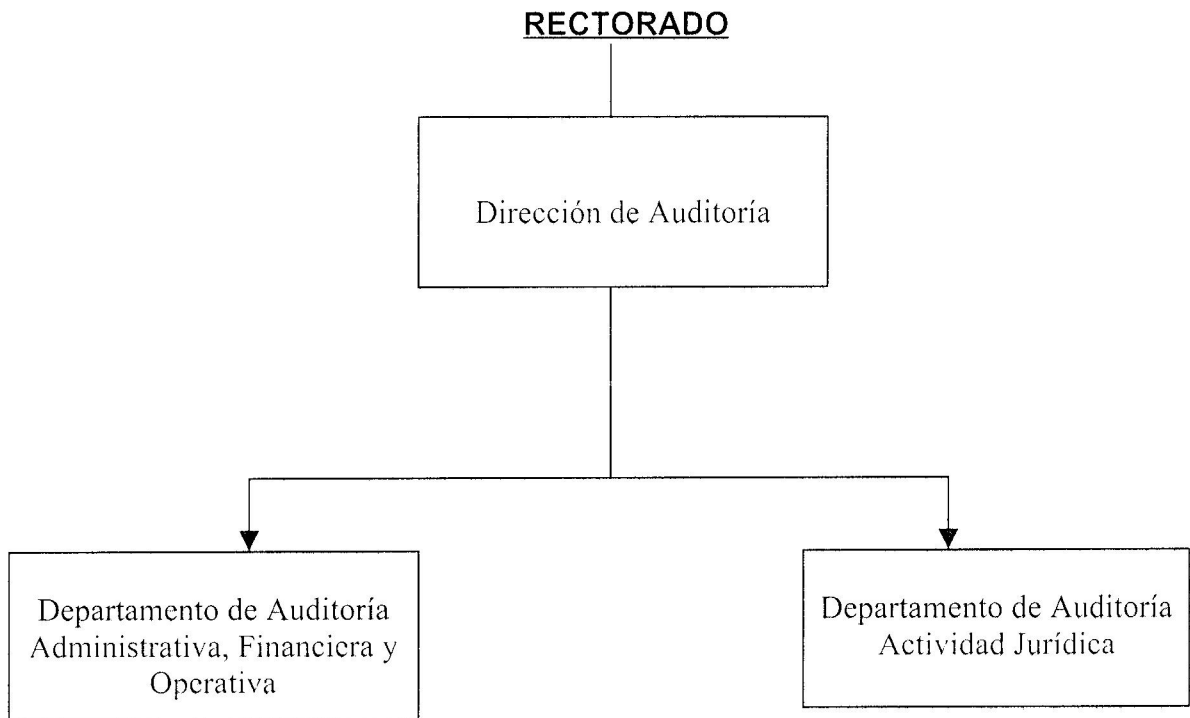 RECTORADO
Dirección de Auditoría
Departamento de Auditoría
Administrativa, Financiera y
Operativa
Departamento de Auditoría
Actividad Jurídica